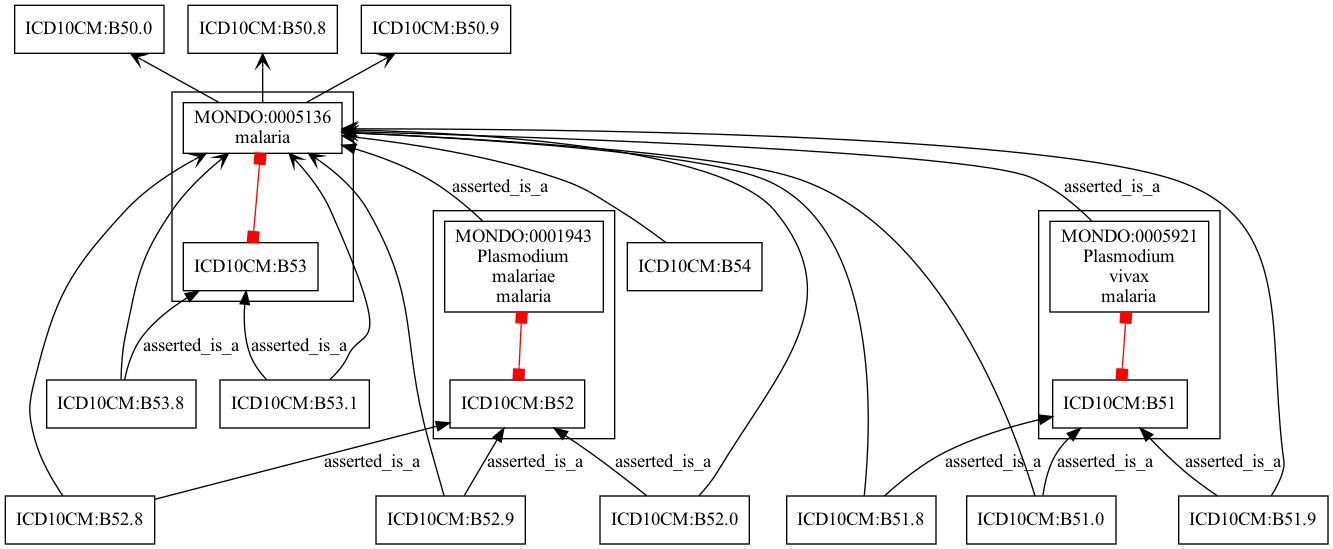 ICD10CM:B50.0
ICD10CM:B50.8
ICD10CM:B50.9
MONDO:0005136
malaria
asserted_is_a
asserted_is_a
MONDO:0001943
Plasmodium
malariae
malaria
ICD10CM:B53
ICD10CM:B54
MONDO:0005921
Plasmodium
vivax
malaria
asserted_is_a
asserted_is_a
ICD10CM:B53.8
ICD10CM:B53.1
ICD10CM:B52
ICD10CM:B51
asserted_is_a
asserted_is_a
asserted_is_a
asserted_is_a
asserted_is_a
asserted_is_a
ICD10CM:B52.8
ICD10CM:B52.9
ICD10CM:B52.0
ICD10CM:B51.8
ICD10CM:B51.0
ICD10CM:B51.9